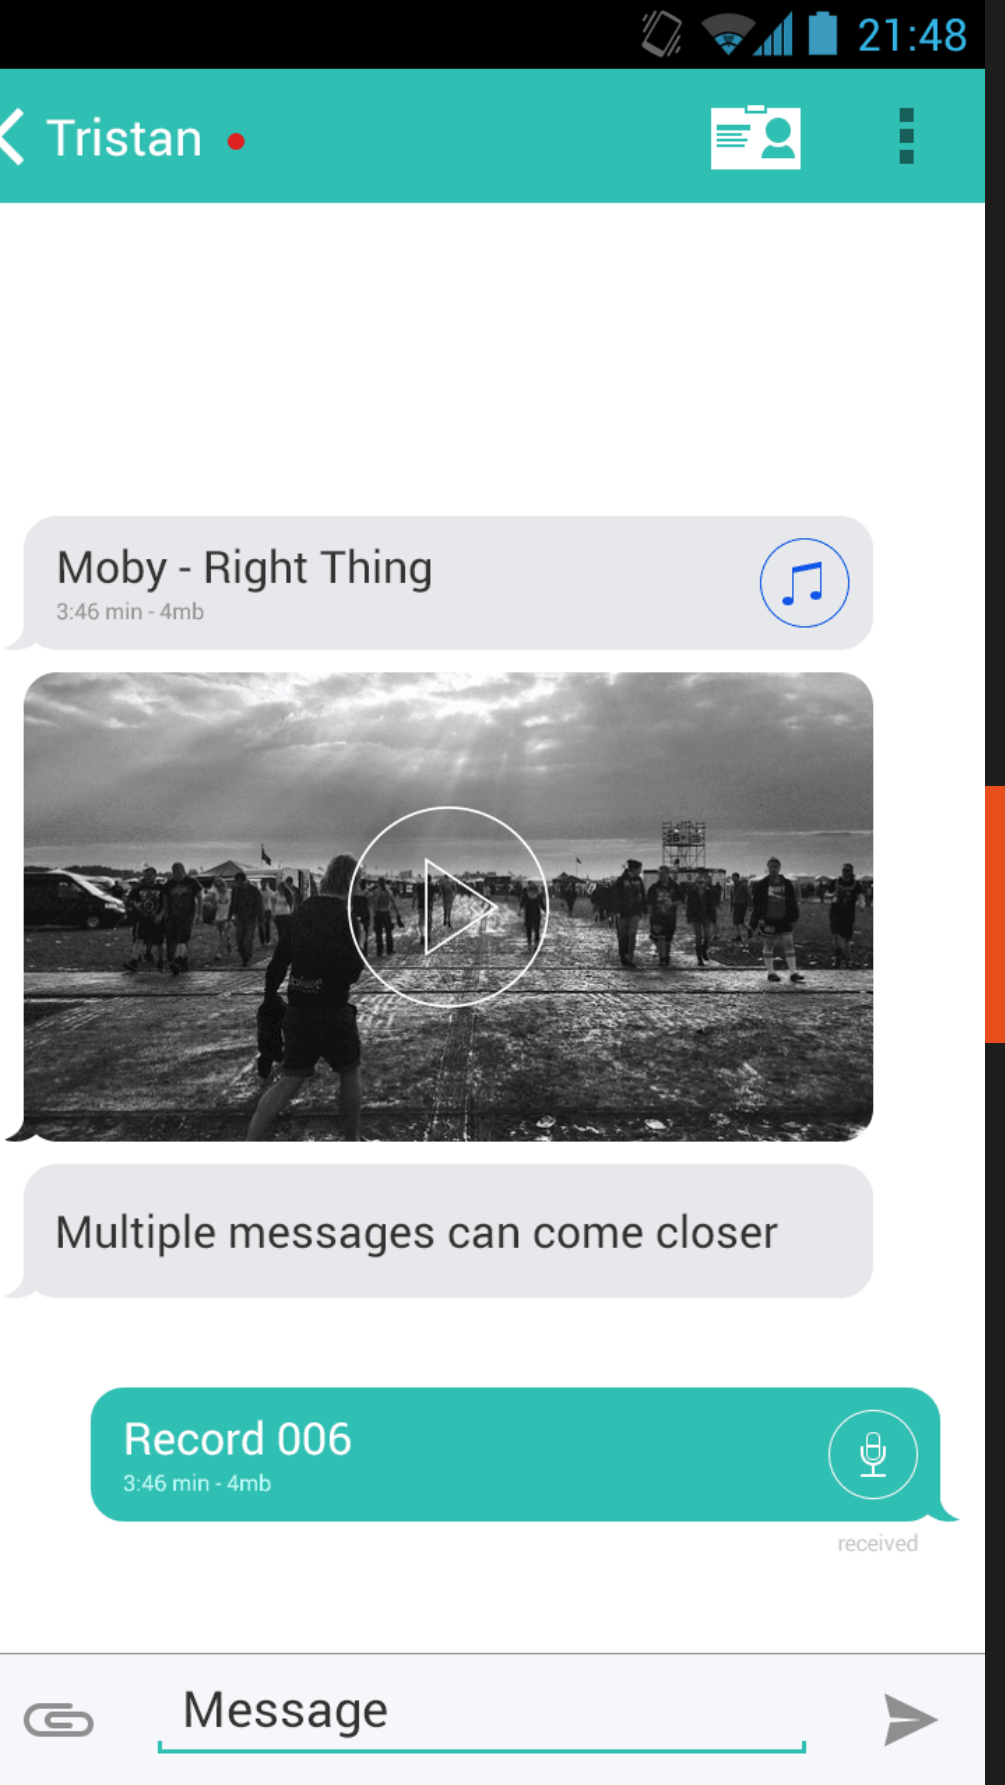 21:48
Tristan
Moby - Right Thing
3:46 min - 4mb
Multiple messages can come closer
Record 006
3:46 min - 4mb
received
Message